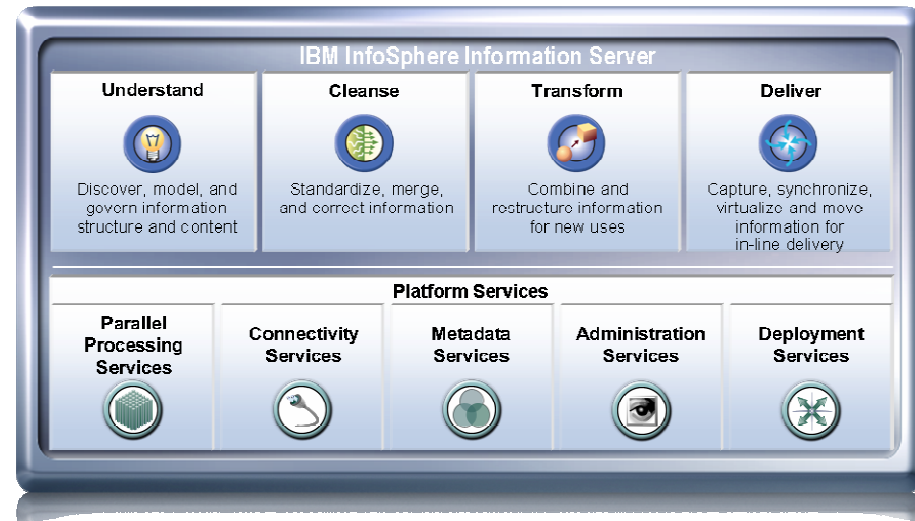 IBM InfoSphere Information Server
Understand
Discover, model, and
govern information
structure and content
Cleanse
Standardize, merge,
and correct information
Transform
Combine and
restructure information
for new uses
Deliver
Capture, synchronize,
virtualize and move
information for
in-line delivery
Platform Services
Parallel
Processing
Services
Connectivity
Services
Metadata
Services
Administration
Services
Deployment
Services